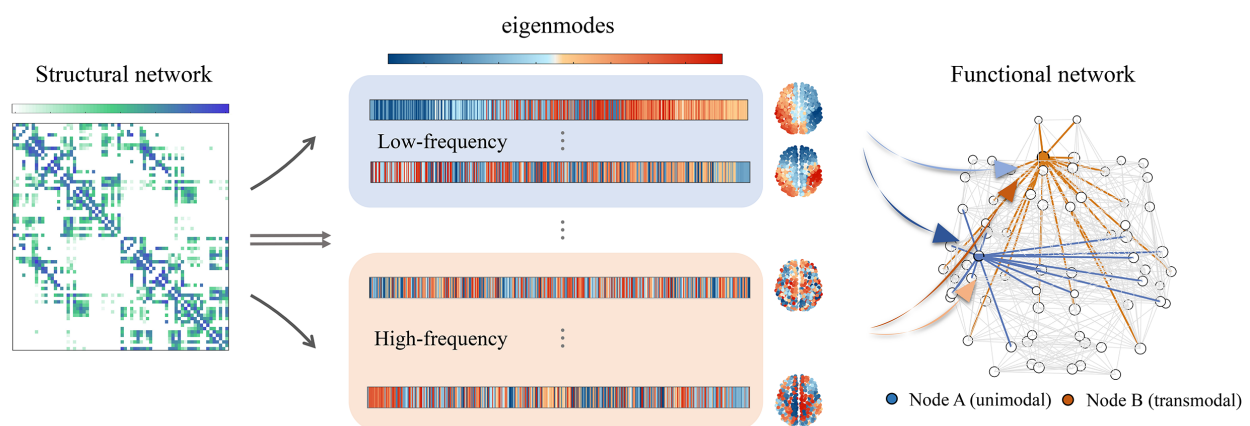 eigenmodes
Structural network
Functional network
Low-frequency
High-frequency
Node A (unimodal)
Node B (transmodal)